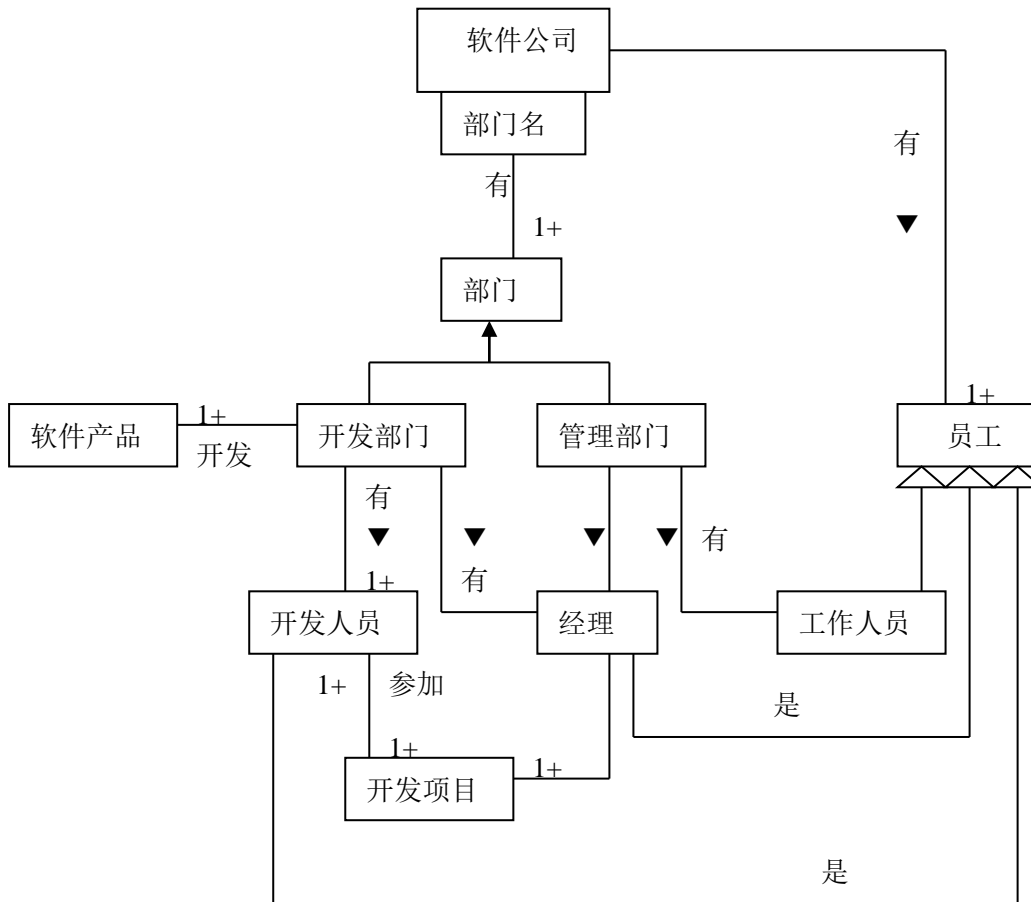 软件公司
部门名
有
有
1+
部门
1+
1+
软件产品
开发
开发部门
管理部门
员工
有
有
有
1+
开发人员
经理
工作人员
1+
参加
是
1+
1+
开发项目
是